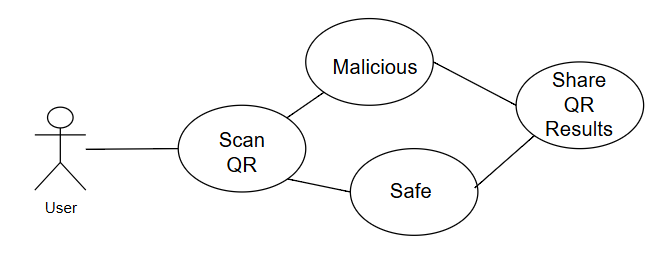 User
Scan
QR
Malicious
Safe
Share
QR
Results